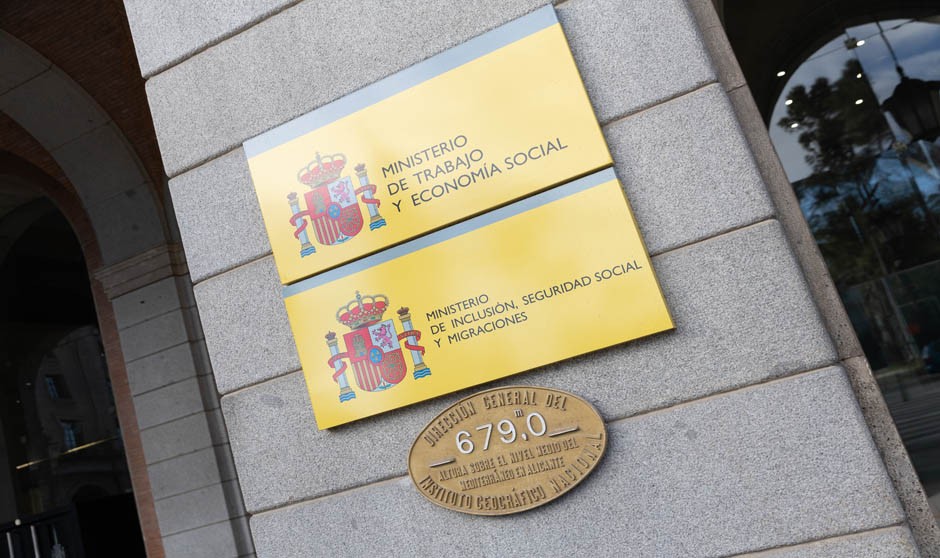 MINISTERIO
DE TRABAJO
Y ECONOMÍA SOCIAL
MINISTERIO
DE INCLUSIÓN, SEGURIDAD SOCIAL
Y MIGRACIONES
DIRECCIÓN GENERAL DEL
m
679,0
ALTURA SOBRE EL NIVEL MEDIO DEL
MEDITERRÁNEO EN ALICANTE
INSTITUTO GEOGRÁFICO NACIONAL